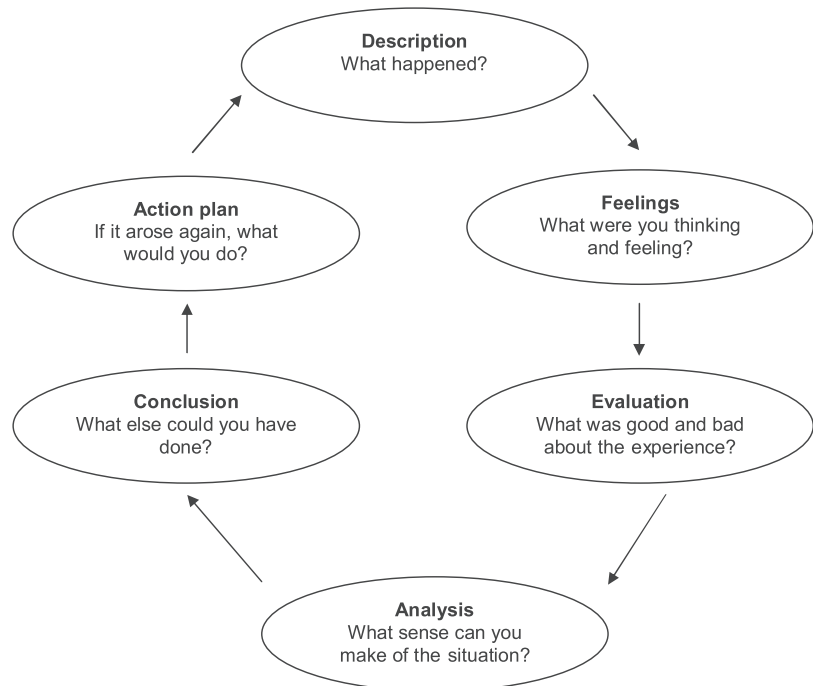 Description
What happened?
Feelings
What were you thinking
and feeling?
Evaluation
What was good and bad
about the experience?
Analysis
What sense can you
make of the situation?
Conclusion
What else could you have
done?
Action plan
If it arose again, what
would you do?